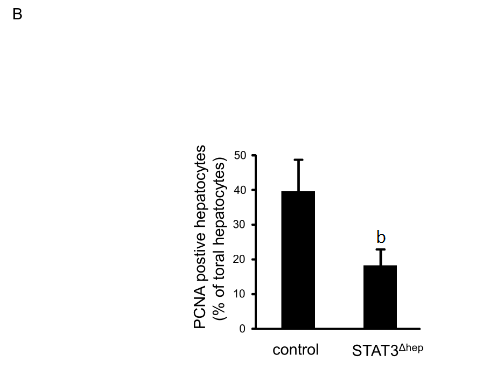 B
PCNA postive hepatocytes
(% of toral hepatocytes)
50
40
30
20
10
0
b
control
STAT3Δhep